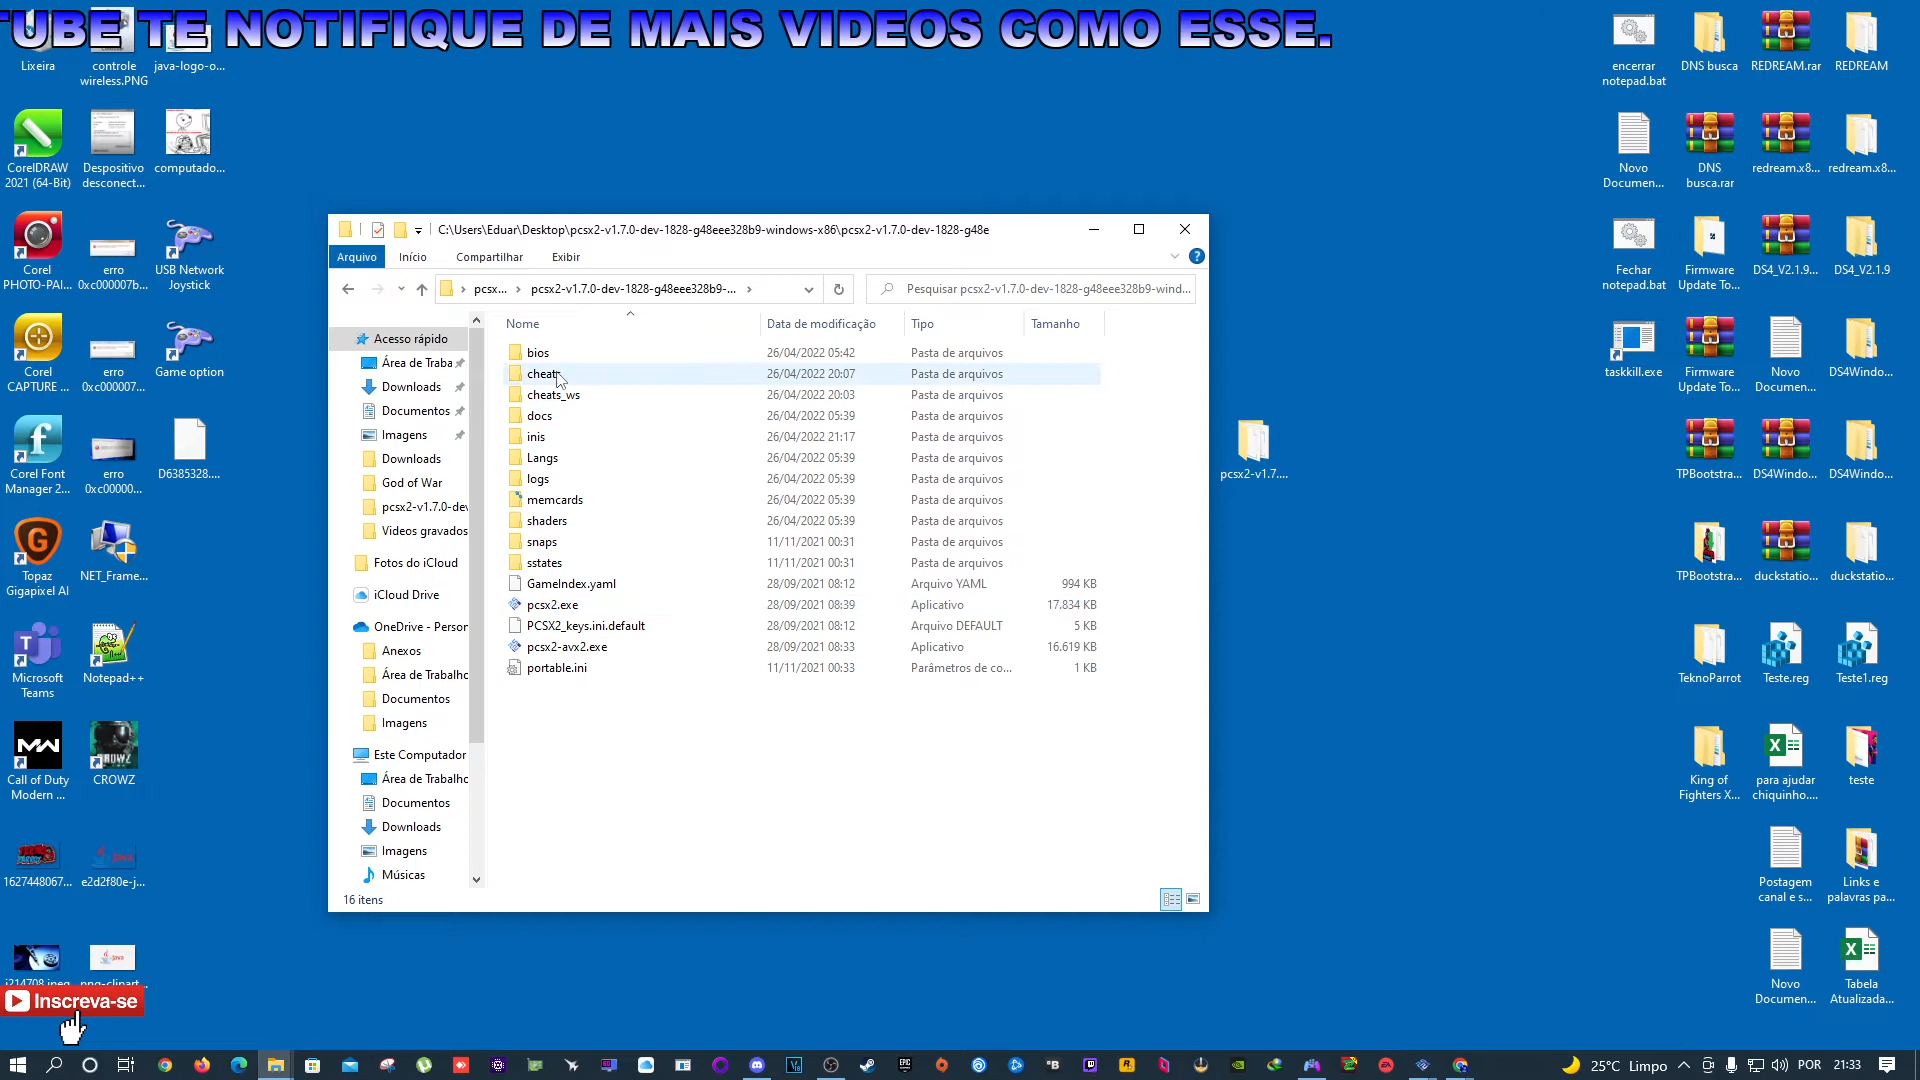 TUBE TE NOTIFIQUE DE MAIS VIDEOS COMO ESSE.
Lixeira
controle
wireless.PNG
java-logo-o...
CorelDRAW
2021 (64-Bit)
Despositivo
desconect...
computado...
Corel
PHOTO-PAI...
erro
0xc000007b...
USB Network
Joystick
Corel
CAPTURE ...
erro
0xc000007...
Game option
Corel Font
Manager 2...
erro
0xc00000...
D6385328....
Topaz
Gigapixel AI
NET_Frame...
Microsoft
Teams
Notepad++
Call of Duty
Modern ...
CROWZ
1627448067...
e2d2f80e-j...
i214708.jpeg
png-clipart...
Inscreva-se
C:\Users\Eduar\Desktop\pcsx2-v1.7.0-dev-1828-g48eee328b9-windows-x86\pcsx2-v1.7.0-dev-1828-g48e
Arquivo
Início
Compartilhar
Exibir
pcsx...
pcsx2-v1.7.0-dev-1828-g48eee328b9-...
Pesquisar pcsx2-v1.7.0-dev-1828-g48eee328b9-wind...
Nome
Data de modificação
Tipo
Tamanho
Acesso rápido
Área de Traba
Downloads
Documentos
Imagens
Downloads
God of War
pcsx2-v1.7.0-dev
Videos gravados
Fotos do iCloud
iCloud Drive
OneDrive - Person
Anexos
Área de Trabalho
Documentos
Imagens
Este Computador
Área de Trabalho
Documentos
Downloads
Imagens
Músicas
bios 26/04/2022 05:42 Pasta de arquivos
cheats 26/04/2022 20:07 Pasta de arquivos
cheats_ws 26/04/2022 20:03 Pasta de arquivos
docs 26/04/2022 05:39 Pasta de arquivos
inis 26/04/2022 21:17 Pasta de arquivos
Langs 26/04/2022 05:39 Pasta de arquivos
logs 26/04/2022 05:39 Pasta de arquivos
memcards 26/04/2022 05:39 Pasta de arquivos
shaders 26/04/2022 05:39 Pasta de arquivos
snaps 11/11/2021 00:31 Pasta de arquivos
sstates 11/11/2021 00:31 Pasta de arquivos
GameIndex.yaml 28/09/2021 08:12 Arquivo YAML 994 KB
pcsx2.exe 28/09/2021 08:39 Aplicativo 17.834 KB
PCSX2_keys.ini.default 28/09/2021 08:12 Arquivo DEFAULT 5 KB
pcsx2-avx2.exe 28/09/2021 08:33 Aplicativo 16.619 KB
portable.ini 11/11/2021 00:33 Parâmetros de co... 1 KB
16 itens
pcsx2-v1.7....
encerrar
notepad.bat
DNS busca
REDREAM.rar
REDREAM
Novo
Documen...
DNS
busca.rar
redream.x8...
redream.x8...
Fechar
notepad.bat
Firmware
Update To...
DS4_V2.1.9...
DS4_V2.1.9
taskkill.exe
Firmware
Update To...
Novo
Documen...
DS4Windo...
TPBootstra...
DS4Windo...
DS4Windo...
TPBootstra...
duckstatio...
duckstatio...
TeknoParrot
Teste.reg
Teste1.reg
King of
Fighters X...
para ajudar
chiquinho....
teste
Postagem
canal e s...
Links e
palavras pa...
Novo
Documen...
Tabela
Atualizada...
25°C Limpo
POR
21:33